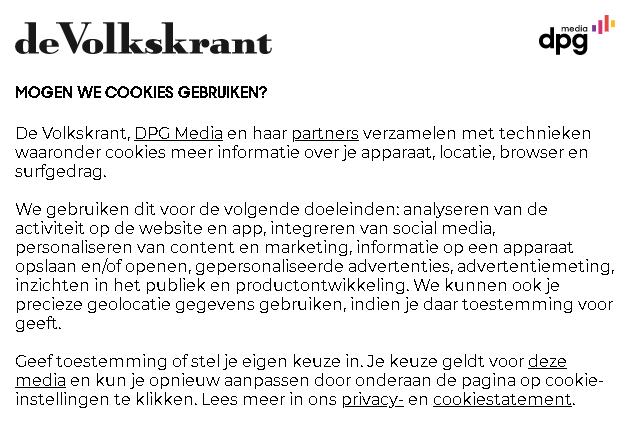 de Volkskrant
dpg media
MOGEN WE COOKIES GEBRUIKEN?
De Volkskrant, DPG Media en haar partners verzamelen met technieken
waaronder cookies meer informatie over je apparaat, locatie, browser en
surfgedrag.
We gebruiken dit voor de volgende doeleinden: analyseren van de
activiteit op de website en app, integreren van social media,
personaliseren van content en marketing, informatie op een apparaat
opslaan en/of openen, gepersonaliseerde advertenties, advertentiemeting,
inzichten in het publiek en productontwikkeling. We kunnen ook je
precieze geolocatie gegevens gebruiken, indien je daar toestemming voor
geeft.
Geef toestemming of stel je eigen keuze in. Je keuze geldt voor deze
media en kun je opnieuw aanpassen door onderaan de pagina op cookie-
instellingen te klikken. Lees meer in ons privacy- en cookiestatement.